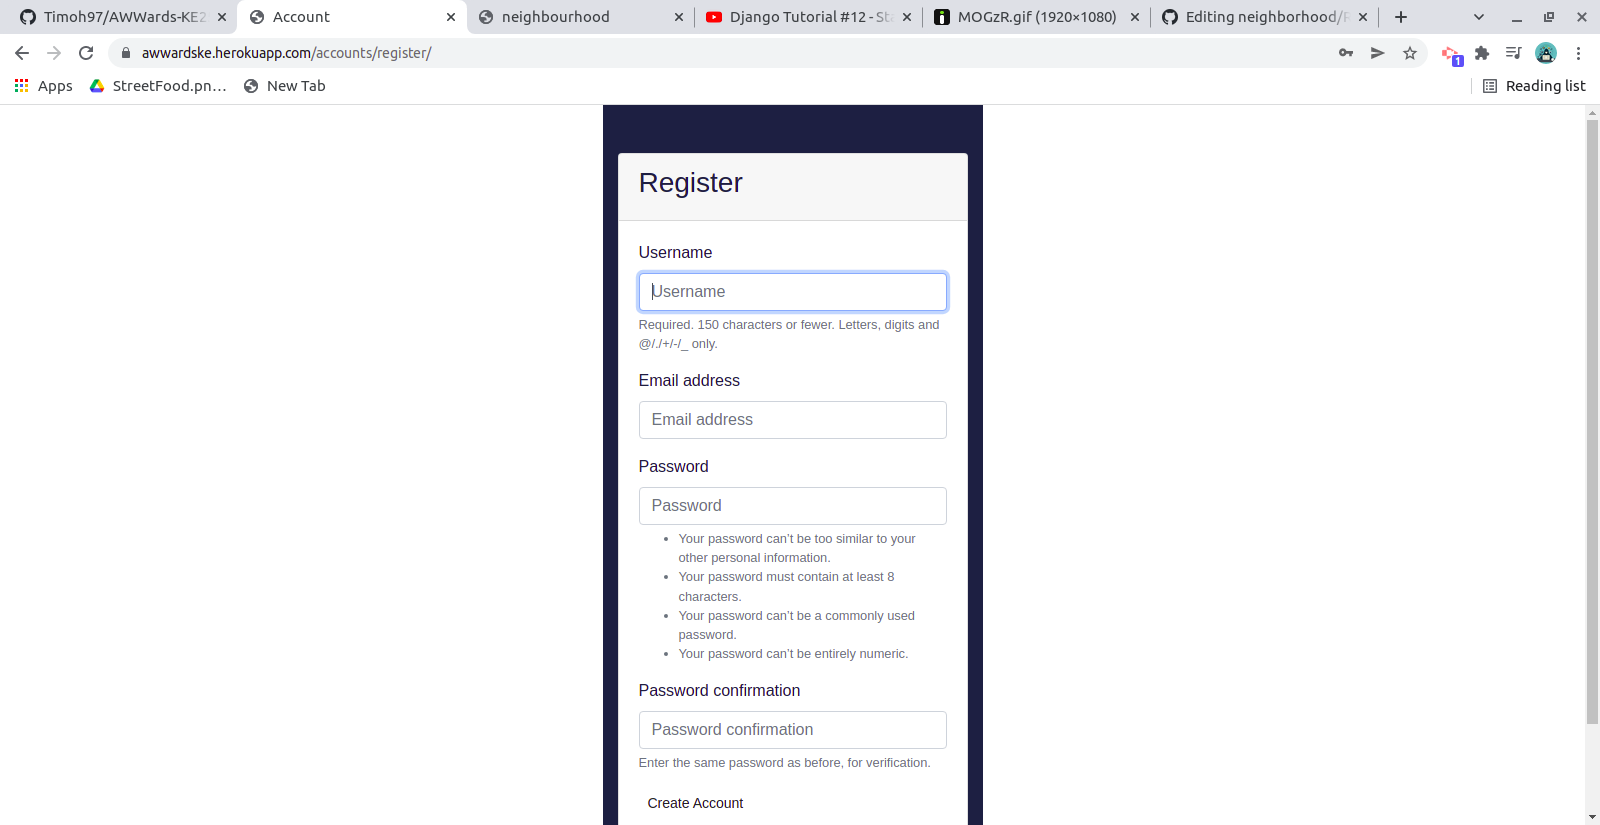 Timoh97/AWWards-KE2
Account
neighbourhood
Django Tutorial #12 - Sta
MOGzR.gif (1920×1080)
Editing neighborhood/R
awwardske.herokuapp.com/accounts/register/
1
Apps
StreetFood.pn...
New Tab
Reading list
Register
Username
Username
Required. 150 characters or fewer. Letters, digits and
@/./+/-/_ only.
Email address
Email address
Password
Password
• Your password can’t be too similar to your
other personal information.
• Your password must contain at least 8
characters.
• Your password can’t be a commonly used
password.
• Your password can’t be entirely numeric.
Password confirmation
Password confirmation
Enter the same password as before, for verification.
Create Account